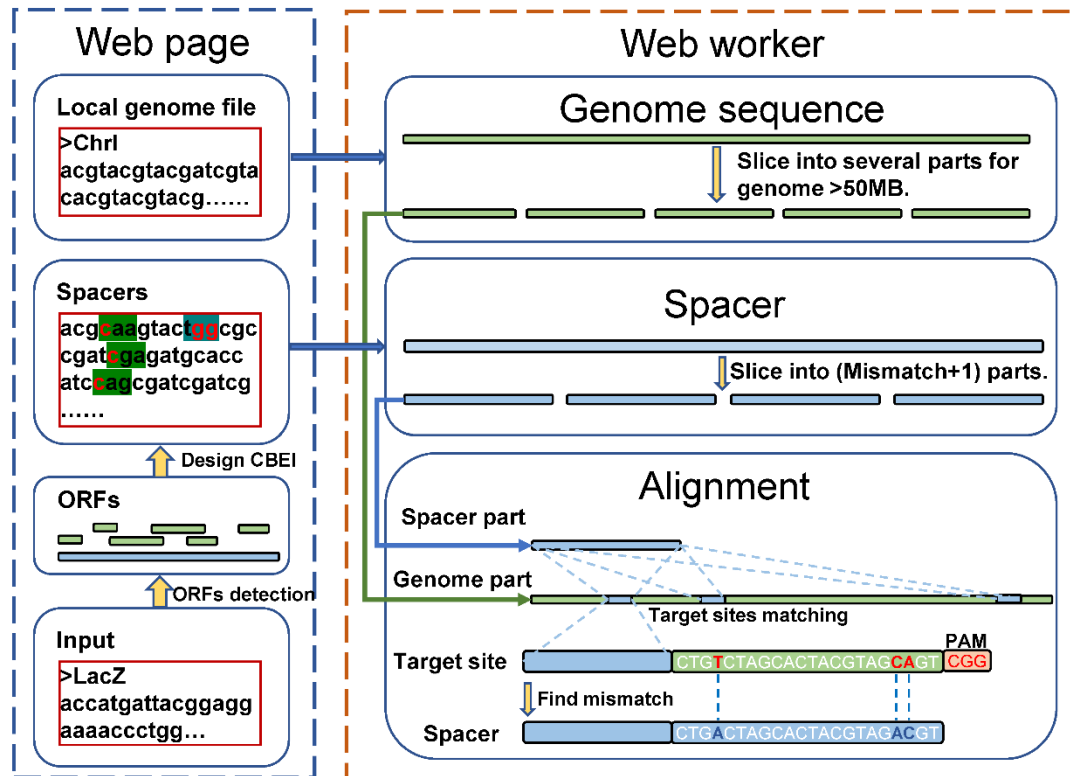 Web page
Local genome file
>ChrI
acgtacgtacgatcgta
cacgtacgtacg……
Spacers
acgcaagtactggcgc
cgatcgagatgcacc
atccagcgatcgatcg
……
Design CBEI
ORFs
ORFs detection
Input
>LacZ
accatgattacggagg
aaaaccctgg…
Web worker
Genome sequence
Slice into several parts for
genome >50MB.
Spacer
Slice into (Mismatch+1) parts.
Alignment
Spacer part
Genome part
Target sites matching
PAM
Target site
CTGTCTAGCACTACGTAGCAGT
CGG
Find mismatch
Spacer
CTGACTAGCACTACGTAGACGT